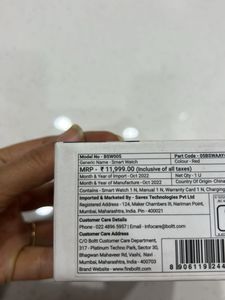 Model No - BSW005 Part Code - 05BSWAAY
Generic Name - Smart Watch Colour - Red
MRP - ₹ 11,999.00 (Inclusive of all taxes)
Month & Year of Import - Oct 2022 Net Qty - 1 U
Month & Year of Manufacture - Oct 2022 Country Of Origin - China
Contains - Smart Watch 1 N, Manual 1 N, Warranty Card 1 N, Charging
Imported & Marketed By - Savex Technologies Pvt Ltd
Registered Address - 124, Maker Chambers III, Nariman Point,
Mumbai, Maharashtra, India. Pin - 400021
Customer Care Details
Phone - 022 4896 5957 | Email - infocare@boltt.com
Customer Care Address
C/O Boltt Customer Care Department,
317 - Platinum Techno Park, Sector 30,
Bhagwan Mahaveer Rd, Vashi, Navi
Mumbai, Maharashtra, India - 400703
Brand Website - www.fireboltt.com
8 906119 244